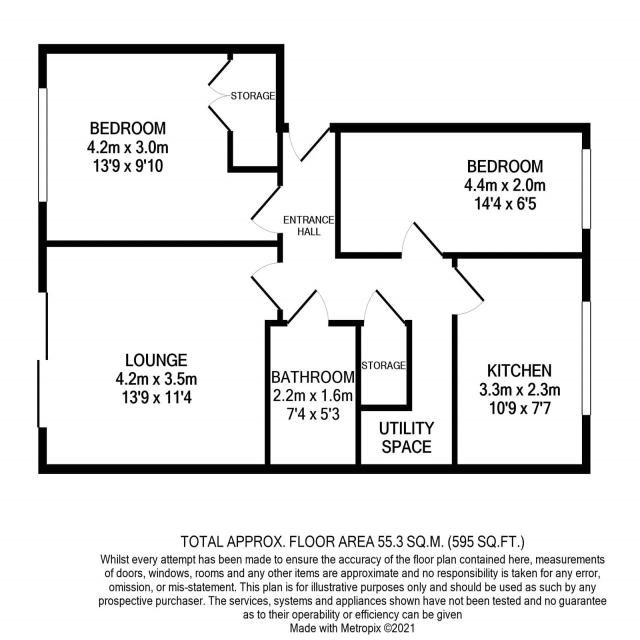 STORAGE
BEDROOM
4.2m x 3.0m
13'9 x 9'10
BEDROOM
4.4m x 2.0m
14'4 x 6'5
ENTRANCE
HALL
LOUNGE
4.2m x 3.5m
13'9 x 11'4
BATHROOM
2.2m x 1.6m
7'4 x 5'3
STORAGE
KITCHEN
3.3m x 2.3m
10'9 x 7'7
UTILITY
SPACE
TOTAL APPROX. FLOOR AREA 55.3 SQ.M. (595 SQ.FT.)
Whilst every attempt has been made to ensure the accuracy of the floor plan contained here, measurements
of doors, windows, rooms and any other items are approximate and no responsibility is taken for any error,
omission, or mis-statement. This plan is for illustrative purposes only and should be used as such by any
prospective purchaser. The services, systems and appliances shown have not been tested and no guarantee
as to their operability or efficiency can be given
Made with Metropix ©2021